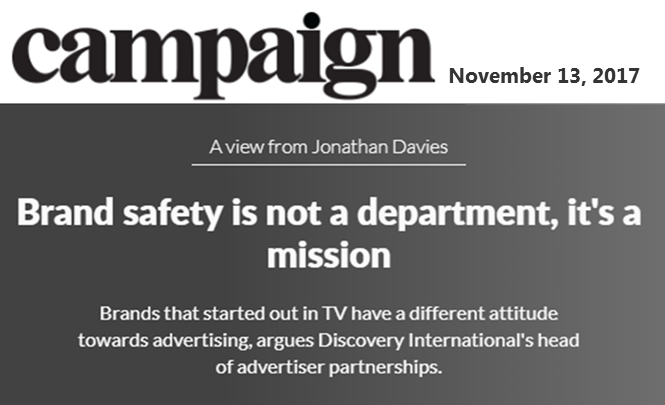 campaign November 13, 2017
A view from Jonathan Davies
Brand safety is not a department, it's a
mission
Brands that started out in TV have a different attitude
towards advertising, argues Discovery International's head
of advertiser partnerships.